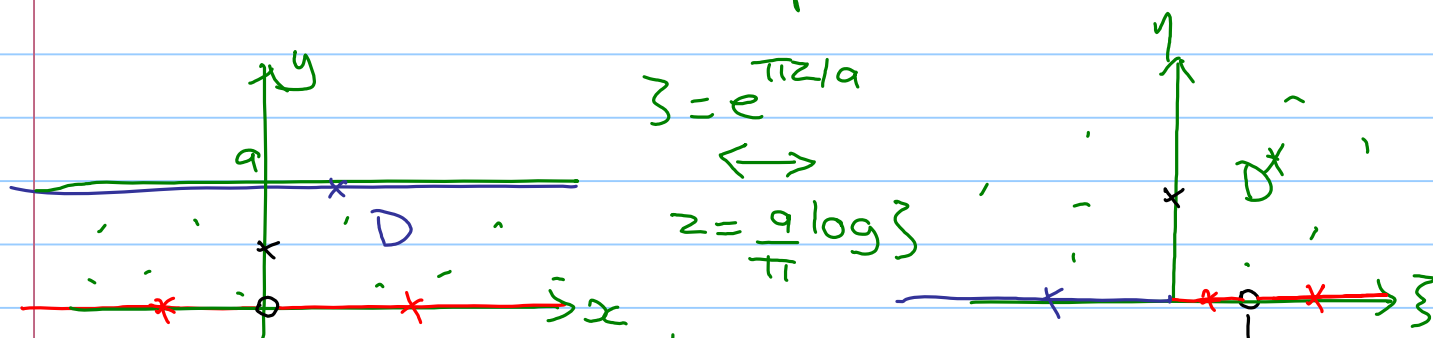 y
a
D
x
ζ = e^{πz/a}
↔
z = a/π log ζ
η
D*
1
ξ